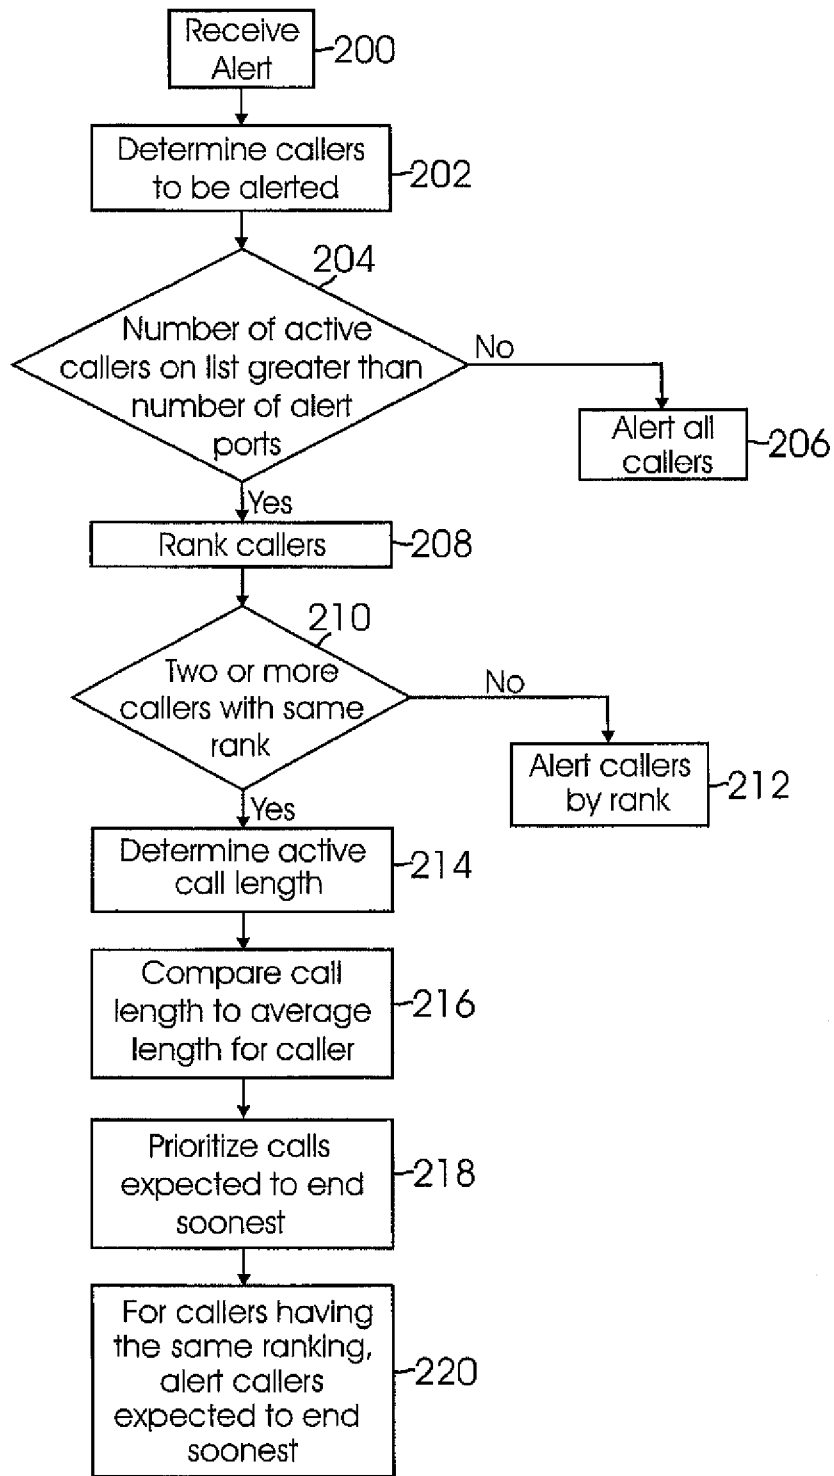 Receive
Alert
200
Determine callers
to be alerted
202
204
Number of active
callers on list greater than
number of alert
ports
No
Alert all
callers
206
Yes
Rank callers
208
210
Two or more
callers with same
rank
No
Alert callers
by rank
212
Yes
Determine active
call length
214
Compare call
length to average
length for caller
216
Prioritize calls
expected to end
soonest
218
For callers having
the same ranking,
alert callers
expected to end
soonest
220